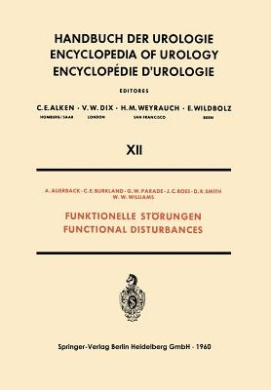 HANDBUCH DER UROLOGIE
ENCYCLOPEDIA OF UROLOGY
ENCYCLOPÉDIE D'UROLOGIE
EDITORES
C.E.ALKEN · V.W.DIX · H.M.WEYRAUCH · E.WILDBOLZ
HOMBURG/SAAR LONDON SAN FRANCISCO BERN
XII
A. AUERBACK · C.E. BURKLAND · G.W. PARADE · J.C. ROSS · D.R. SMITH
W.W. WILLIAMS
FUNKTIONELLE STÖRUNGEN
FUNCTIONAL DISTURBANCES
Springer-Verlag Berlin Heidelberg GmbH · 1960